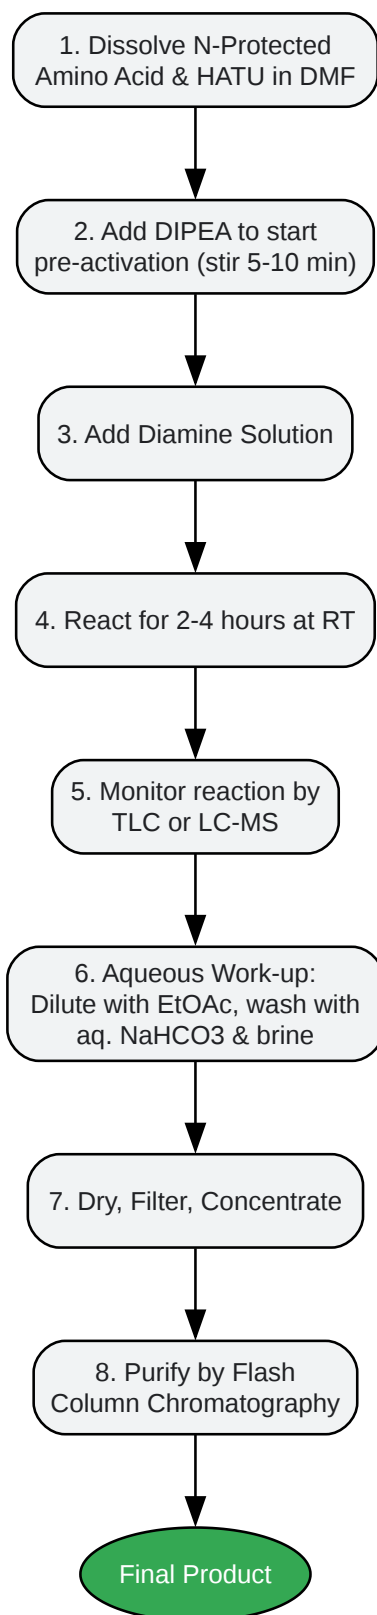 1. Dissolve N-Protected
Amino Acid & HATU in DMF
2. Add DIPEA to start
pre-activation (stir 5-10 min)
3. Add Diamine Solution
4. React for 2-4 hours at RT
5. Monitor reaction by
TLC or LC-MS
6. Aqueous Work-up:
Dilute with EtOAc, wash with
aq. NaHCO3 & brine
7. Dry, Filter, Concentrate
8. Purify by Flash
Column Chromatography
Final Product